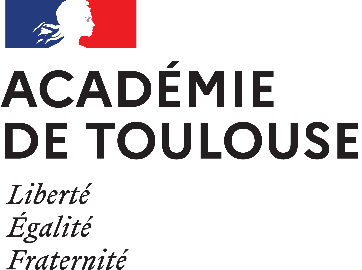 ACADÉMIE
DE TOULOUSE
Liberté
Égalité
Fraternité